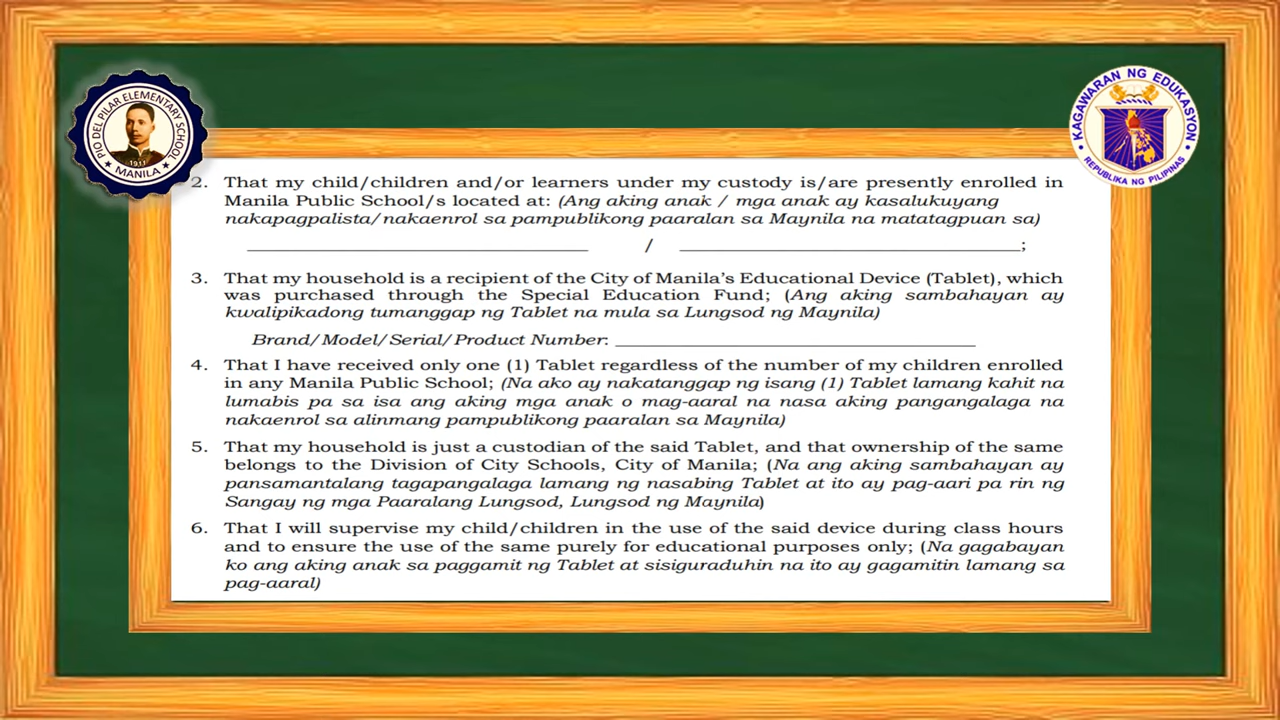 PIO DEL PILAR ELEMENTARY SCHOOL
1911
MANILA
KAGAWARAN NG EDUKASYON
REPUBLIKA NG PILIPINAS
2. That my child/children and/or learners under my custody is/are presently enrolled in
Manila Public School/s located at: (Ang aking anak / mga anak ay kasalukuyang
nakapagpalista/nakaenrol sa pampublikong paaralan sa Maynila na matatagpuan sa)
____________________ / ____________________;
3. That my household is a recipient of the City of Manila's Educational Device (Tablet), which
was purchased through the Special Education Fund; (Ang aking sambahayan ay
kwalipikadong tumanggap ng Tablet na mula sa Lungsod ng Maynila)
Brand/Model/Serial/Product Number: ____________________
4. That I have received only one (1) Tablet regardless of the number of my children enrolled
in any Manila Public School; (Na ako ay nakatanggap ng isang (1) Tablet lamang kahit na
lumabis pa sa isa ang aking mga anak o mag-aaral na nasa aking pangangalaga na
nakaenrol sa alinmang pampublikong paaralan sa Maynila)
5. That my household is just a custodian of the said Tablet, and that ownership of the same
belongs to the Division of City Schools, City of Manila; (Na ang aking sambahayan ay
pansamantalang tagapangalaga lamang ng nasabing Tablet at ito ay pag-aari pa rin ng
Sangay ng mga Paaralang Lungsod, Lungsod ng Maynila)
6. That I will supervise my child/children in the use of the said device during class hours
and to ensure the use of the same purely for educational purposes only; (Na gagabayan
ko ang aking anak sa paggamit ng Tablet at sisiguraduhin na ito ay gagamitin lamang sa
pag-aaral)